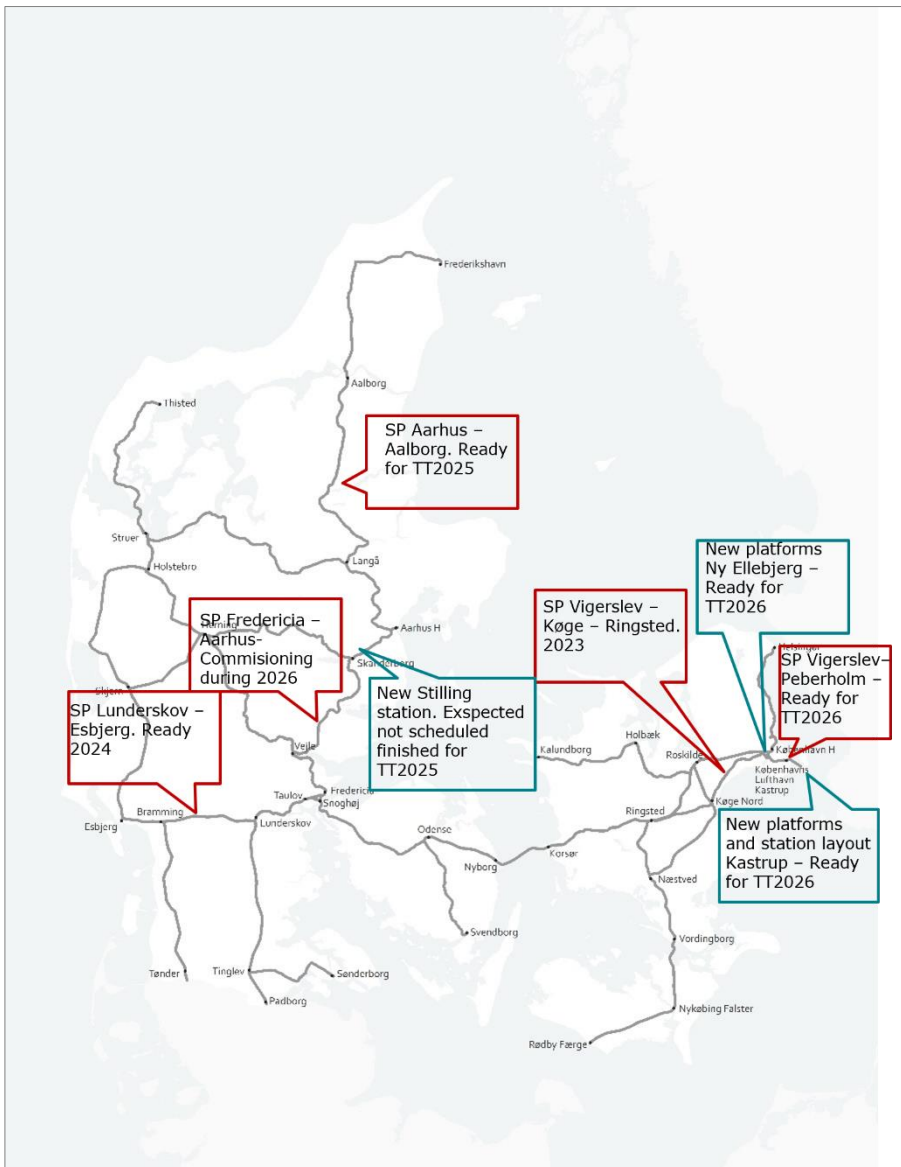 Frederikshavn
Aalborg
Thisted
SP Aarhus –
Aalborg. Ready
for TT2025
Struer
Langå
Holstebro
New platforms
Ny Ellebjerg –
Ready for
TT2026
SP Fredericia –
Aarhus-
Commisioning
during 2026
Aarhus H
Skanderborg
SP Vigerslev –
Køge – Ringsted.
2023
SP Vigerslev–
Peberholm –
Ready for
TT2026
Skjern
SP Lunderskov –
Esbjerg. Ready
2024
New Stilling
station. Exspected
not scheduled
finished for
TT2025
Vejle
Holbæk
Kalundborg
Roskilde
København H
Københavns
Lufthavn
Kastrup
Fredericia
Taulov
Snoghøj
Køge Nord
Esbjerg
Brømming
Lunderskov
Ringsted
Odense
Nyborg
Korsør
New platforms
and station layout
Kastrup – Ready
for TT2026
Næstved
Svendborg
Vordingborg
Tønder
Tinglev
Sønderborg
Padborg
Nykøbing Falster
Rødby Færge